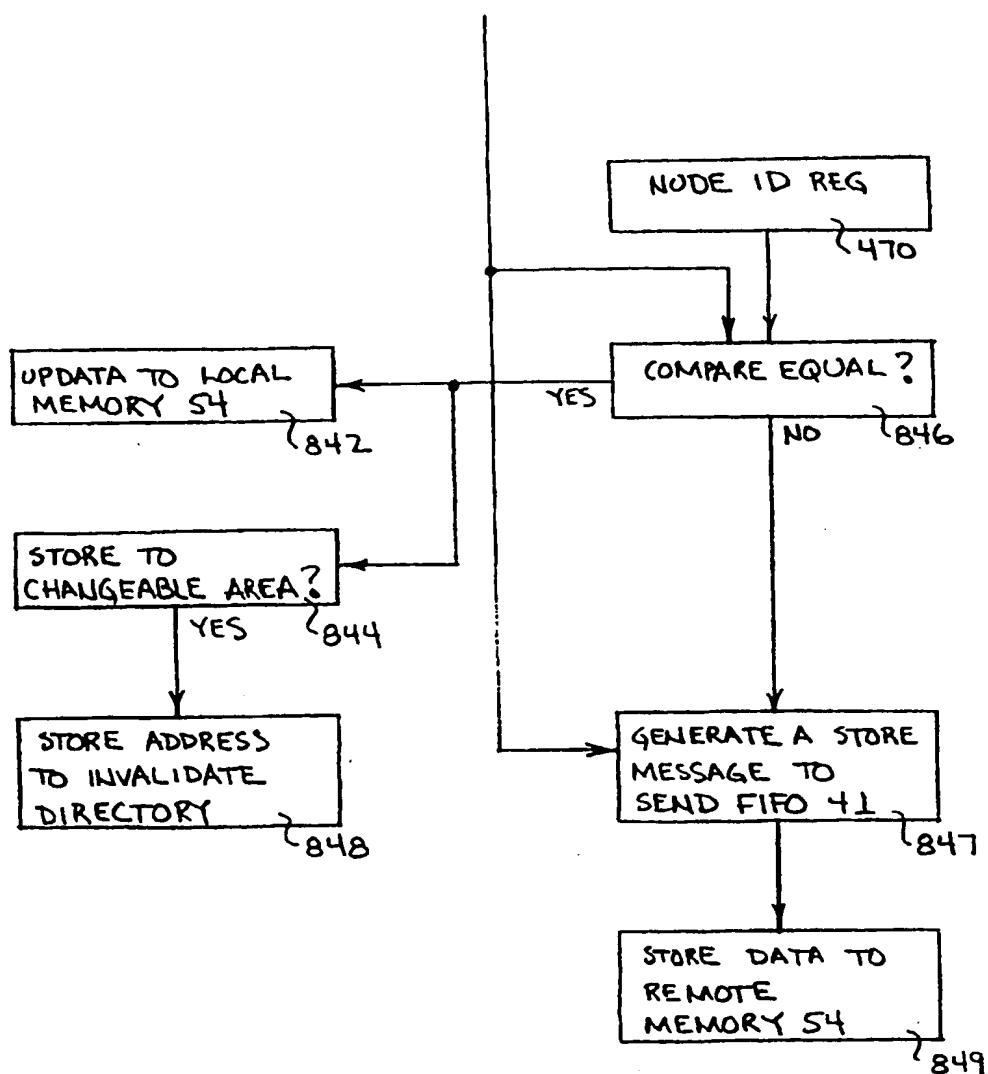 NODE ID REG
470
COMPARE EQUAL?
846
YES
NO
UPDATA TO LOCAL
MEMORY 54
842
STORE TO
CHANGEABLE AREA?
844
YES
STORE ADDRESS
TO INVALIDATE
DIRECTORY
848
GENERATE A STORE
MESSAGE TO
SEND FIFO 41
847
STORE DATA TO
REMOTE
MEMORY 54
849